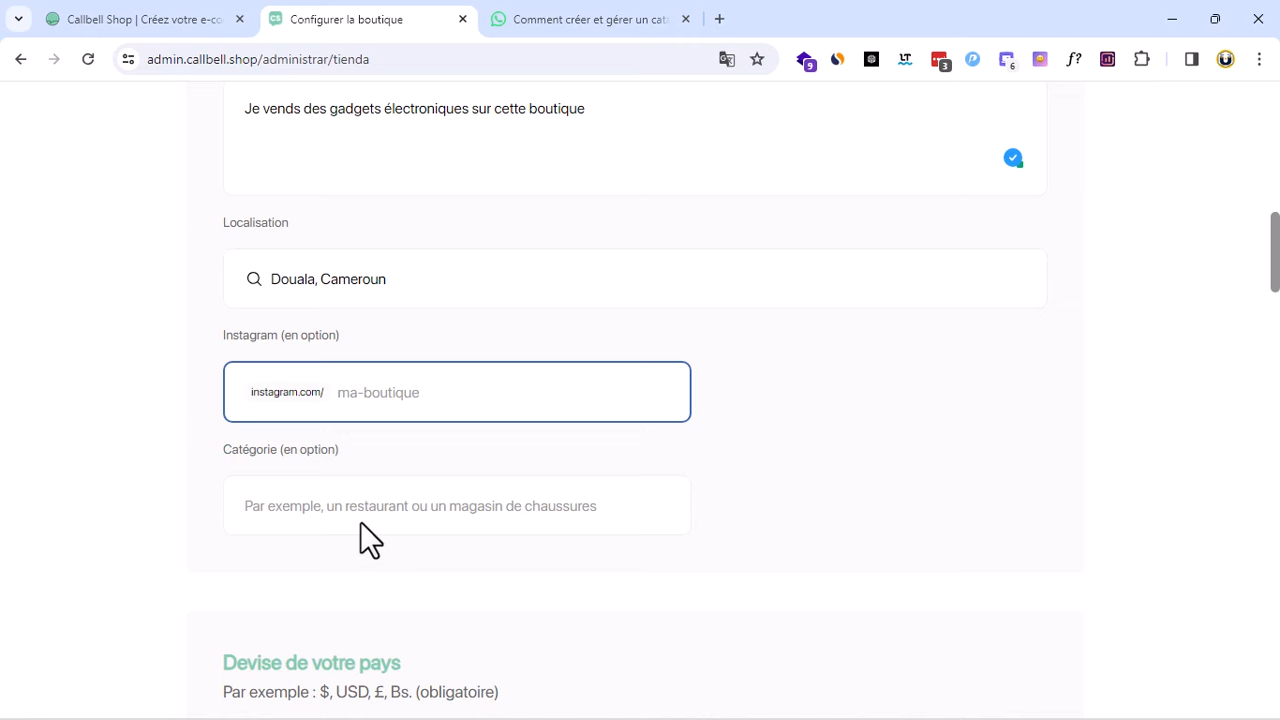 Callbell Shop | Créez votre e-co
Configurer la boutique
Comment créer et gérer un cata
admin.callbell.shop/administrar/tienda
Je vends des gadgets électroniques sur cette boutique
Localisation
Douala, Cameroun
Instagram (en option)
instagram.com/ ma-boutique
Catégorie (en option)
Par exemple, un restaurant ou un magasin de chaussures
Devise de votre pays
Par exemple : $, USD, £, Bs. (obligatoire)